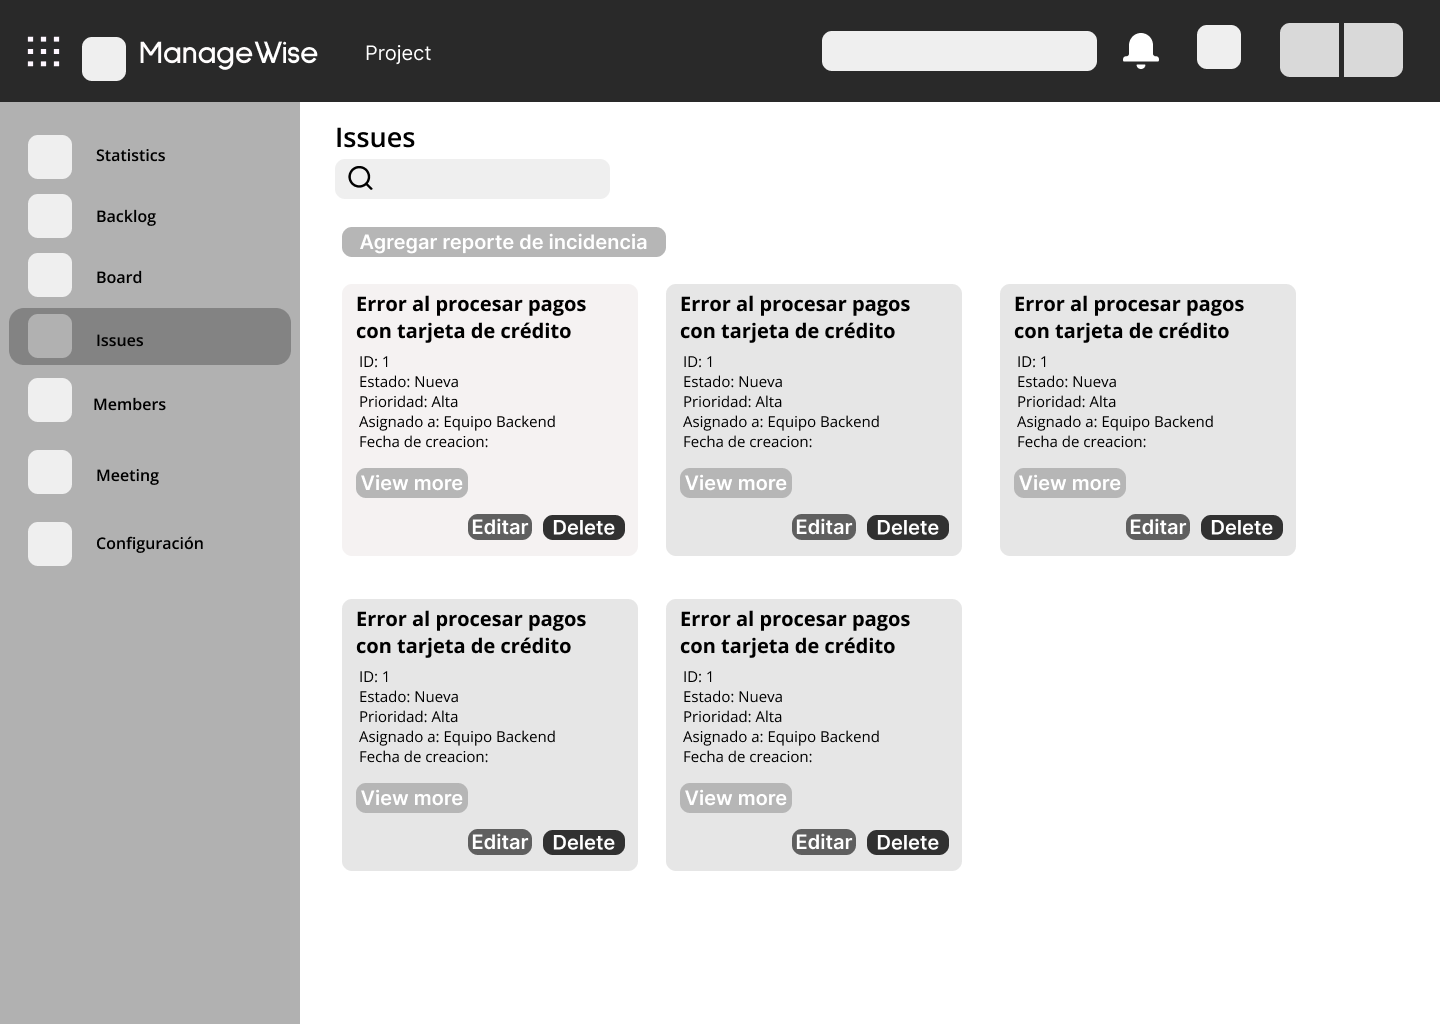 ManageWise
Project
Statistics
Backlog
Board
Issues
Members
Meeting
Configuración
Issues
Agregar reporte de incidencia
Error al procesar pagos
con tarjeta de crédito
ID: 1
Estado: Nueva
Prioridad: Alta
Asignado a: Equipo Backend
Fecha de creacion:
View more
Editar
Delete
Error al procesar pagos
con tarjeta de crédito
ID: 1
Estado: Nueva
Prioridad: Alta
Asignado a: Equipo Backend
Fecha de creacion:
View more
Editar
Delete
Error al procesar pagos
con tarjeta de crédito
ID: 1
Estado: Nueva
Prioridad: Alta
Asignado a: Equipo Backend
Fecha de creacion:
View more
Editar
Delete
Error al procesar pagos
con tarjeta de crédito
ID: 1
Estado: Nueva
Prioridad: Alta
Asignado a: Equipo Backend
Fecha de creacion:
View more
Editar
Delete
Error al procesar pagos
con tarjeta de crédito
ID: 1
Estado: Nueva
Prioridad: Alta
Asignado a: Equipo Backend
Fecha de creacion:
View more
Editar
Delete